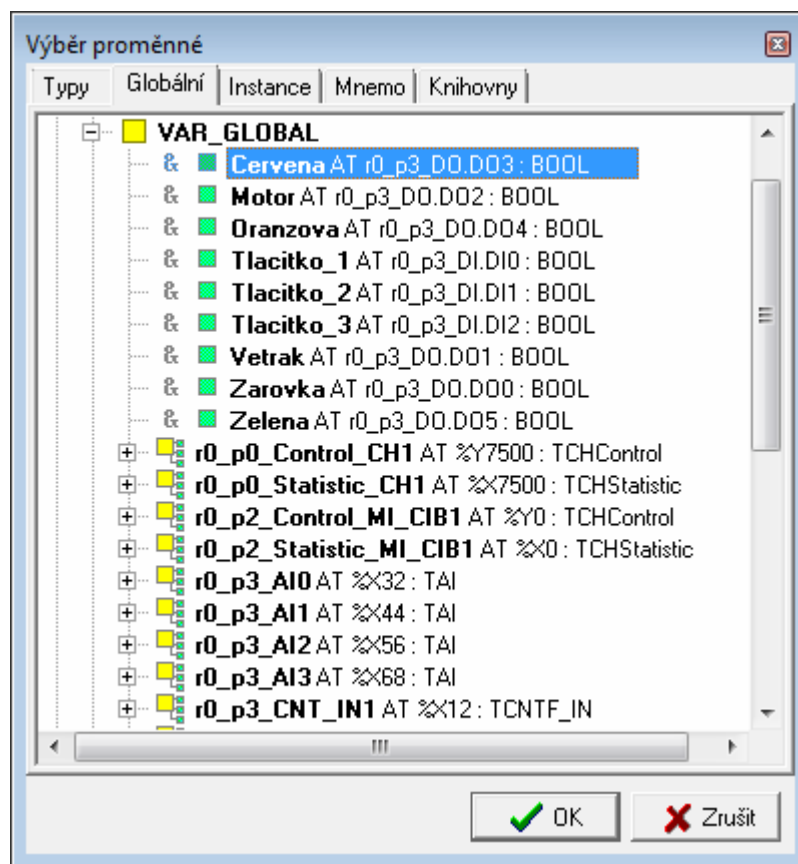 Výběr proměnné
Typy Globální Instance Mnemo Knihovny
VAR_GLOBAL
& Cervena AT r0_p3_DO.DO3 : BOOL
& Motor AT r0_p3_DO.DO2 : BOOL
& Oranzova AT r0_p3_DO.DO4 : BOOL
& Tlacitko_1 AT r0_p3_DI.DI0 : BOOL
& Tlacitko_2 AT r0_p3_DI.DI1 : BOOL
& Tlacitko_3 AT r0_p3_DI.DI2 : BOOL
& Vetrak AT r0_p3_DO.DO1 : BOOL
& Zarovka AT r0_p3_DO.DO0 : BOOL
& Zelena AT r0_p3_DO.DO5 : BOOL
r0_p0_Control_CH1 AT %Y7500 : TCHControl
r0_p0_Statistic_CH1 AT %X7500 : TCHStatistic
r0_p2_Control_MI_CIB1 AT %Y0 : TCHControl
r0_p2_Statistic_MI_CIB1 AT %X0 : TCHStatistic
r0_p3_AI0 AT %X32 : TAI
r0_p3_AI1 AT %X44 : TAI
r0_p3_AI2 AT %X56 : TAI
r0_p3_AI3 AT %X68 : TAI
r0_p3_CNT_IN1 AT %X12 : TCNTF_IN
OK Zrušit